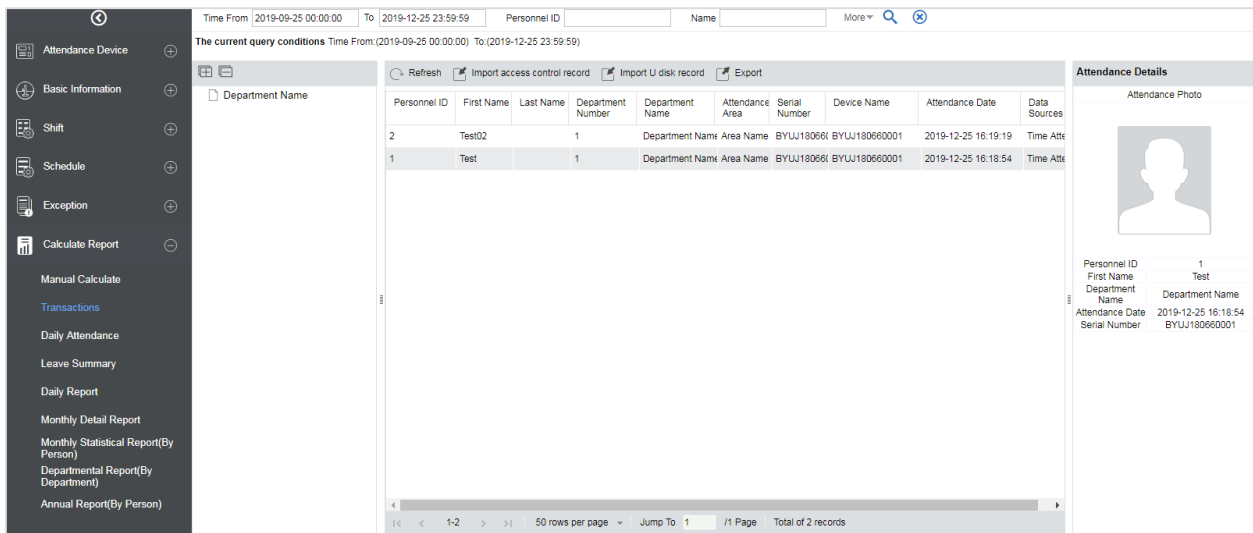 Time From 2019-09-25 00:00:00 To 2019-12-25 23:59:59 Personnel ID Name More
The current query conditions Time From:(2019-09-25 00:00:00) To:(2019-12-25 23:59:59)
Attendance Device
Basic Information
Shift
Schedule
Exception
Calculate Report
Manual Calculate
Transactions
Daily Attendance
Leave Summary
Daily Report
Monthly Detail Report
Monthly Statistical Report(By
Person)
Departmental Report(By
Department)
Annual Report(By Person)
Department Name
Refresh Import access control record Import U disk record Export
Personnel ID First Name Last Name Department Number Department Name Attendance Area Serial Number Device Name Attendance Date Data Sources
2 Test02 1 Department Name Area Name BYUJ18066( BYUJ180660001 2019-12-25 16:19:19 Time Atte
1 Test 1 Department Name Area Name BYUJ18066( BYUJ180660001 2019-12-25 16:18:54 Time Atte
1-2 50 rows per page Jump To 1 /1 Page Total of 2 records
Attendance Details
Attendance Photo
Personnel ID 1
First Name Test
Department Name Department Name
Attendance Date 2019-12-25 16:18:54
Serial Number BYUJ180660001